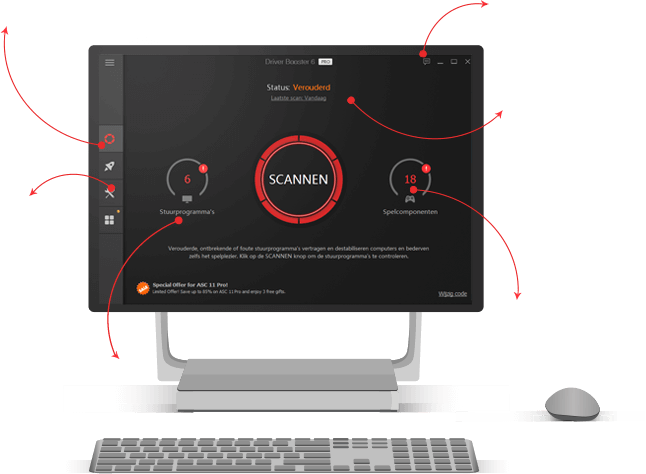 Driver Booster 6 PRO
Status: Verouderd
Laatste scan: Vandaag
6
SCANNEN
18
Stuurprogramma's
Spelcomponenten
Verouderde, ontbrekende of foute stuurprogramma's vertragen en destabiliseren computers en bederven
zelfs het spelplezier. Klik op de SCANNEN knop om de stuurprogramma's te controleren.
Special Offer for ASC 11 Pro!
Limited Offer! Save up to 85% on ASC 11 Pro and enjoy 3 free gifts.
Wijzig code